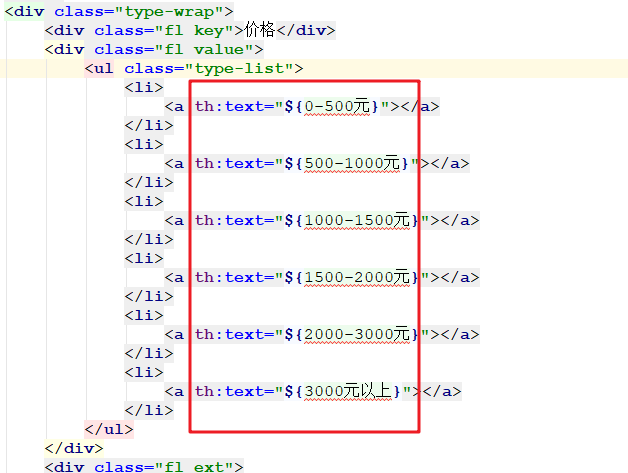 <div class="type-wrap">
<div class="fl key">价格</div>
<div class="fl value">
<ul class="type-list">
<li>
<a th:text="${0-500元}"></a>
</li>
<li>
<a th:text="${500-1000元}"></a>
</li>
<li>
<a th:text="${1000-1500元}"></a>
</li>
<li>
<a th:text="${1500-2000元}"></a>
</li>
<li>
<a th:text="${2000-3000元}"></a>
</li>
<li>
<a th:text="${3000元以上}"></a>
</li>
</ul>
</div>
<div class="fl ext">